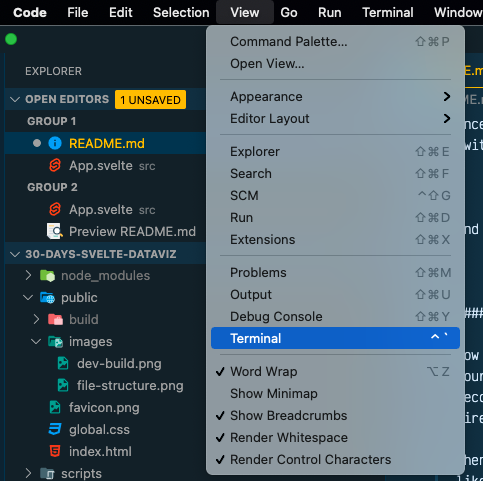 Code File Edit Selection View Go Run Terminal Window
EXPLORER
OPEN EDITORS 1 UNSAVED
GROUP 1
README.md
App.svelte src
GROUP 2
App.svelte src
Preview README.md
30-DAYS-SVELTE-DATAVIZ
node_modules
public
build
images
dev-build.png
file-structure.png
favicon.png
global.css
index.html
scripts
Command Palette... ⇧⌘P
Open View...
Appearance
Editor Layout
Explorer ⇧⌘E
Search ⇧⌘F
SCM ⌃⇧G
Run ⇧⌘D
Extensions ⇧⌘X
Problems ⇧⌘M
Output ⇧⌘U
Debug Console ⇧⌘Y
Terminal ⌃`
Word Wrap ⌥Z
Show Minimap
Show Breadcrumbs
Render Whitespace
Render Control Characters